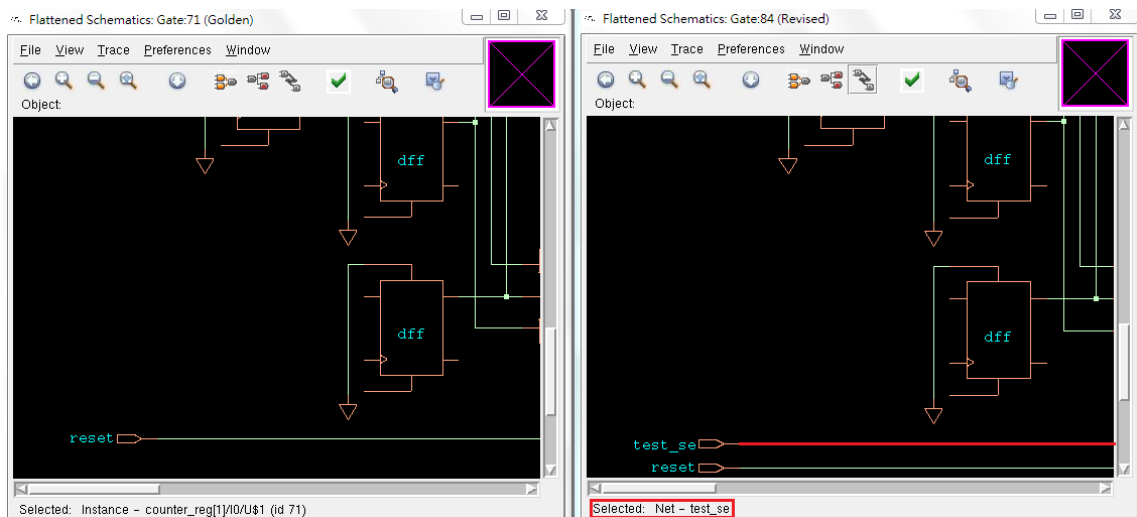 Flattened Schematics: Gate:71 (Golden)
File View Trace Preferences Window
Object:
dff
dff
reset
Selected: Instance - counter_reg[1]/I0/U$1 (id 71)
Flattened Schematics: Gate:84 (Revised)
File View Trace Preferences Window
Object:
dff
dff
test_se
reset
Selected: Net - test_se